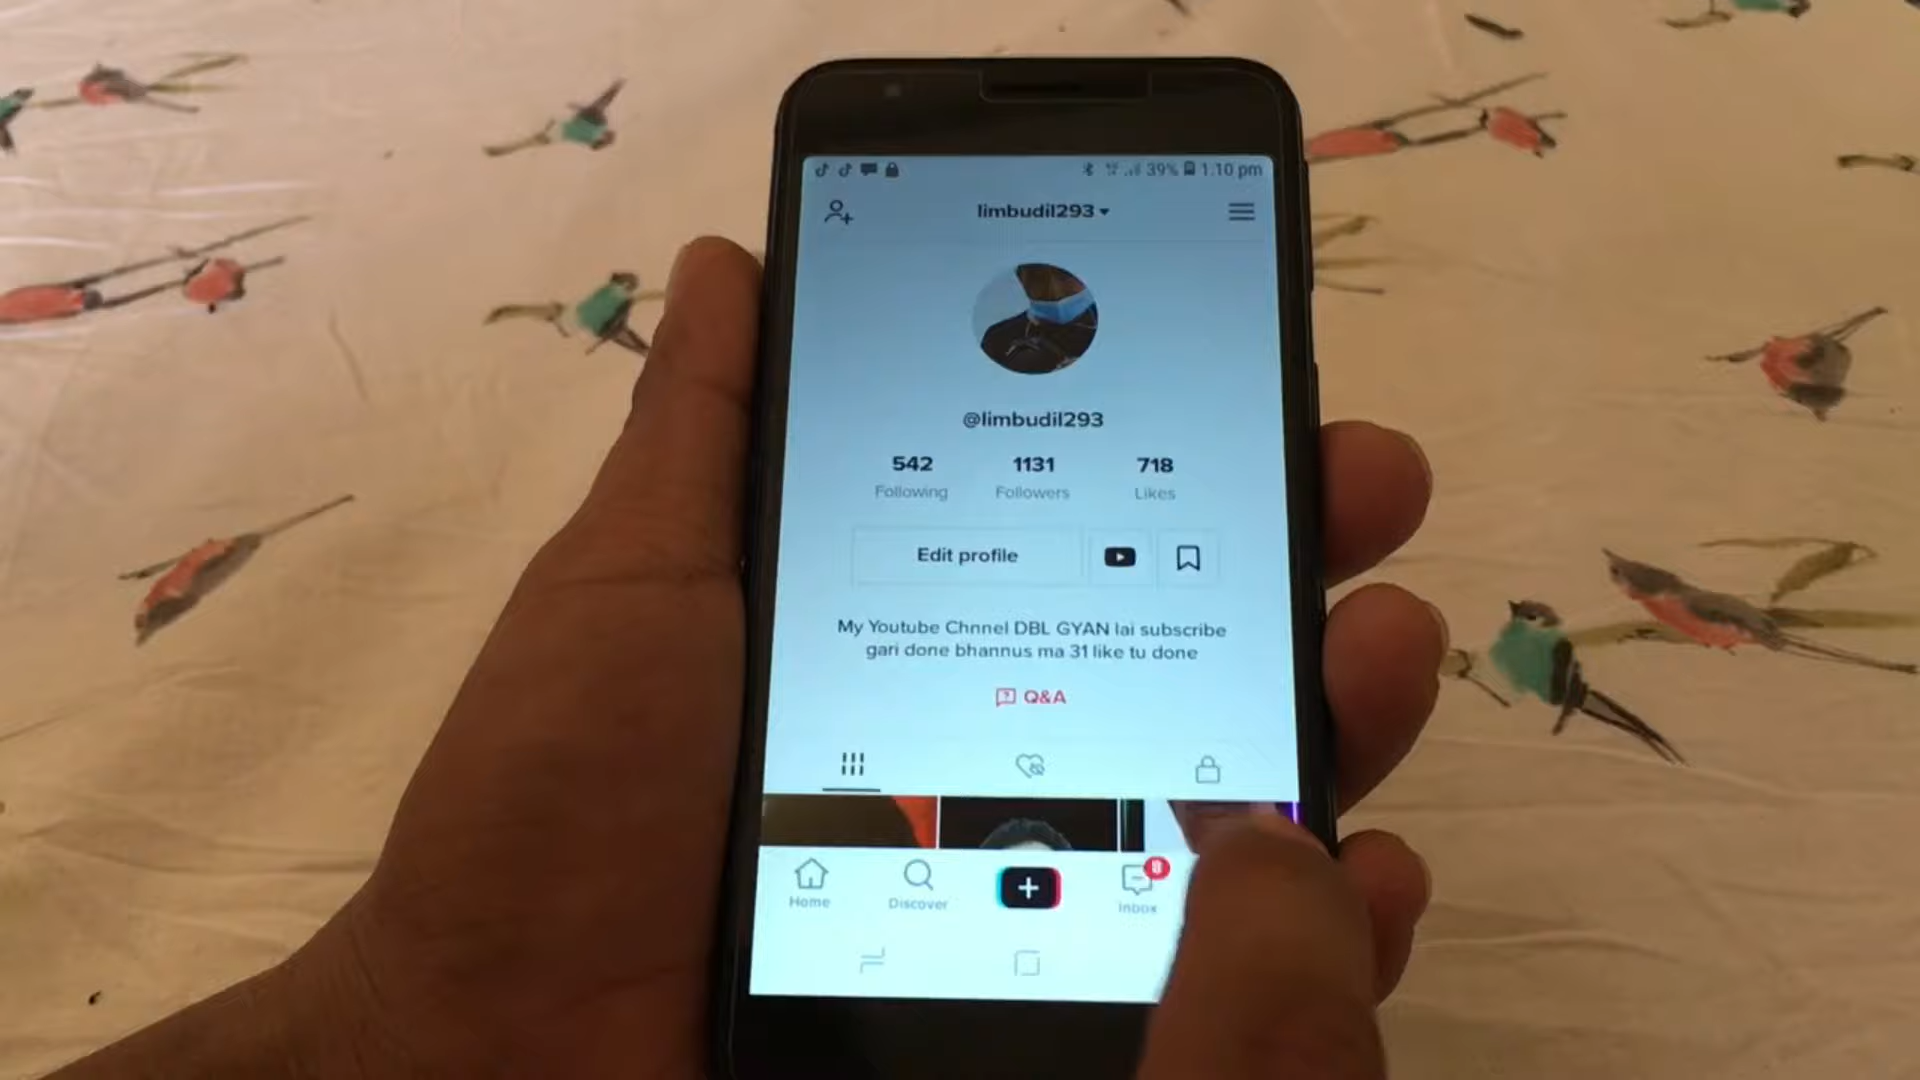 39% 1:10 pm
limbudil293
@limbudil293
542 1131 718
Following Followers Likes
Edit profile
My Youtube Chnnel DBL GYAN lai subscribe
gari done bhannus ma 31 like tu done
Q&A
8
Home Discover Inbox